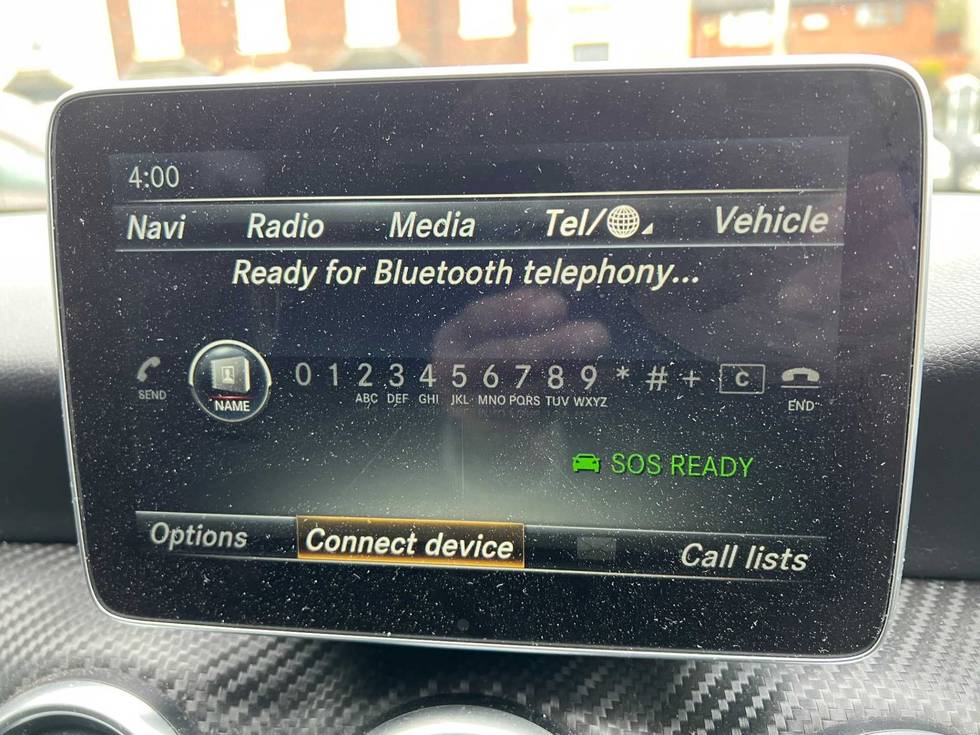 4:00
Navi Radio Media Tel/ Vehicle
Ready for Bluetooth telephony...
SEND NAME 0 1 2 3 4 5 6 7 8 9 * # + C END
ABC DEF GHI JKL MNO PQRS TUV WXYZ
SOS READY
Options Connect device Call lists